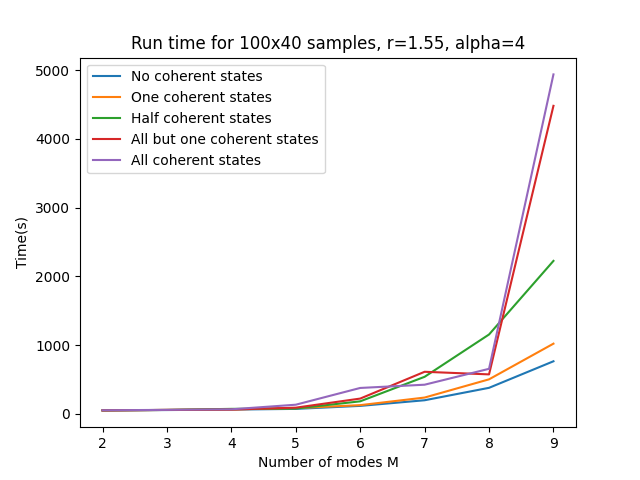 Run time for 100x40 samples, r=1.55, alpha=4
No coherent states
One coherent states
Half coherent states
All but one coherent states
All coherent states
5000
4000
3000
2000
1000
0
Time(s)
2 3 4 5 6 7 8 9
Number of modes M